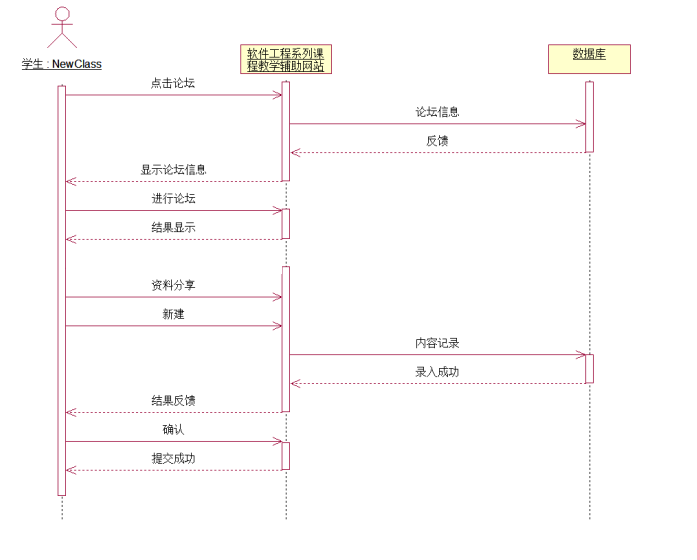 学生 : NewClass
软件工程系列课
程教学辅助网站
数据库
点击论坛
论坛信息
反馈
显示论坛信息
进行论坛
结果显示
资料分享
新建
内容记录
录入成功
结果反馈
确认
提交成功